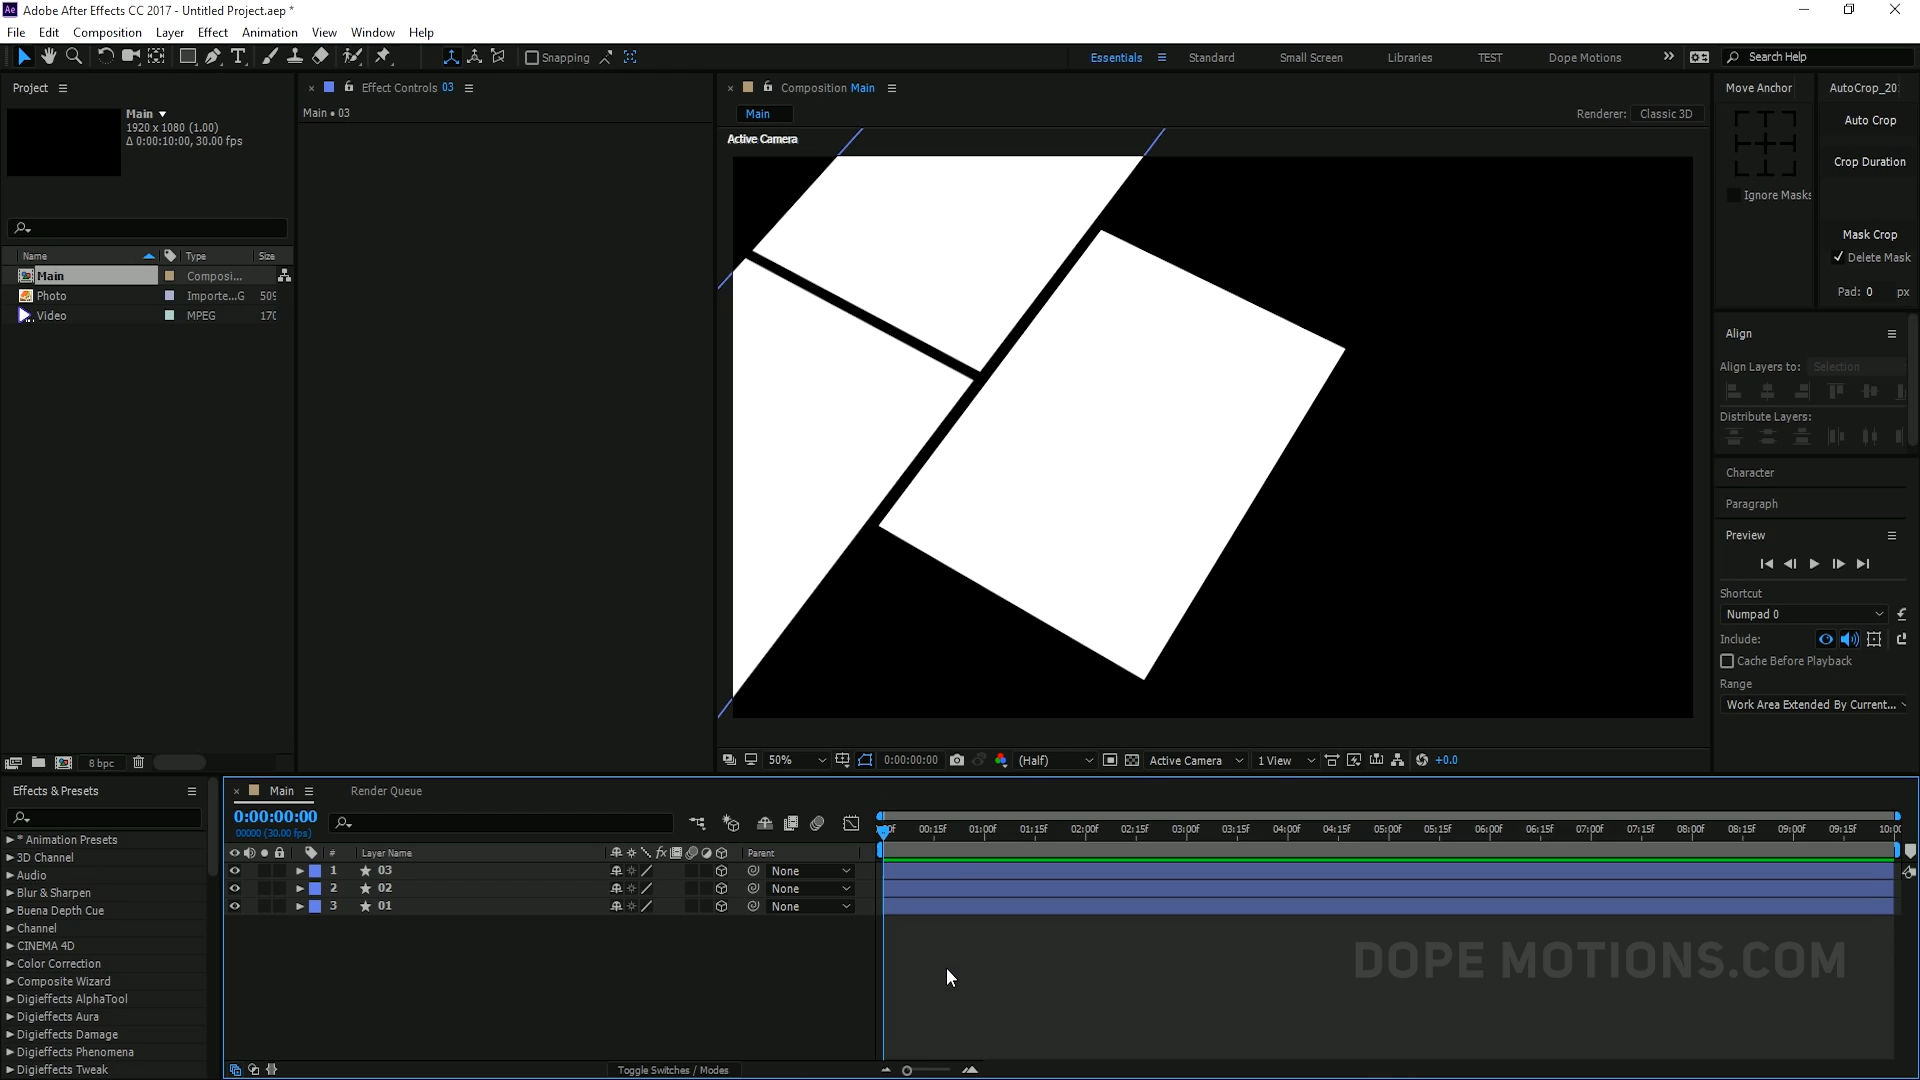 Adobe After Effects CC 2017 - Untitled Project.aep *
File Edit Composition Layer Effect Animation View Window Help
Snapping Essentials Standard Small Screen Libraries TEST Dope Motions Search Help
Project
Main
1920 x 1080 (1.00)
Δ 0:00:10:00, 30.00 fps
Name Type Size
Main Composi...
Photo Importe...G 509
Video MPEG 170
8 bpc
Effect Controls 03
Main • 03
Composition Main
Main
Renderer: Classic 3D
Active Camera
50% 0:00:00:00 (Half) Active Camera 1 View +0.0
Move Anchor AutoCrop_20
Auto Crop
Crop Duration
Ignore Masks
Mask Crop
Delete Mask
Pad: 0 px
Align
Align Layers to: Selection
Distribute Layers:
Character
Paragraph
Preview
Shortcut
Numpad 0
Include:
Cache Before Playback
Range
Work Area Extended By Current...
Effects & Presets
* Animation Presets
3D Channel
Audio
Blur & Sharpen
Buena Depth Cue
Channel
CINEMA 4D
Color Correction
Composite Wizard
Digieffects AlphaTool
Digieffects Aura
Digieffects Damage
Digieffects Phenomena
Digieffects Tweak
Main Render Queue
0:00:00:00
00000 (30.00 fps)
00:15f 01:00f 01:15f 02:00f 02:15f 03:00f 03:15f 04:00f 04:15f 05:00f 05:15f 06:00f 06:15f 07:00f 07:15f 08:00f 08:15f 09:00f 09:15f 10:00
# Layer Name Parent
1 03 None
2 02 None
3 01 None
DOPE MOTIONS.COM
Toggle Switches / Modes